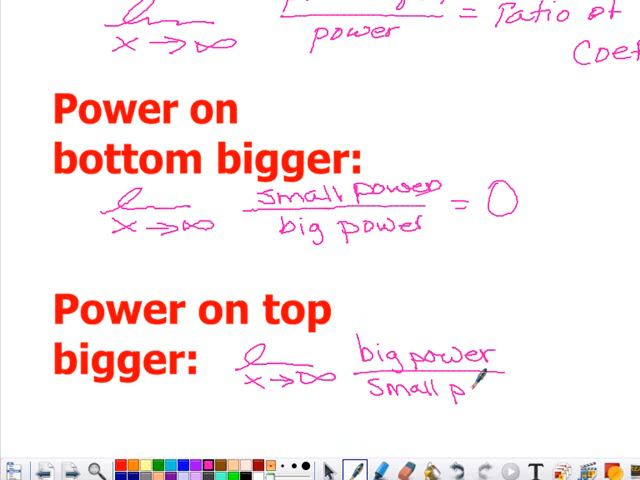 power = Ratio of
lim
x→∞
Power on
bottom bigger:
lim small power
x→∞ big power = 0
Power on top
bigger: lim big power
x→∞ small p
T